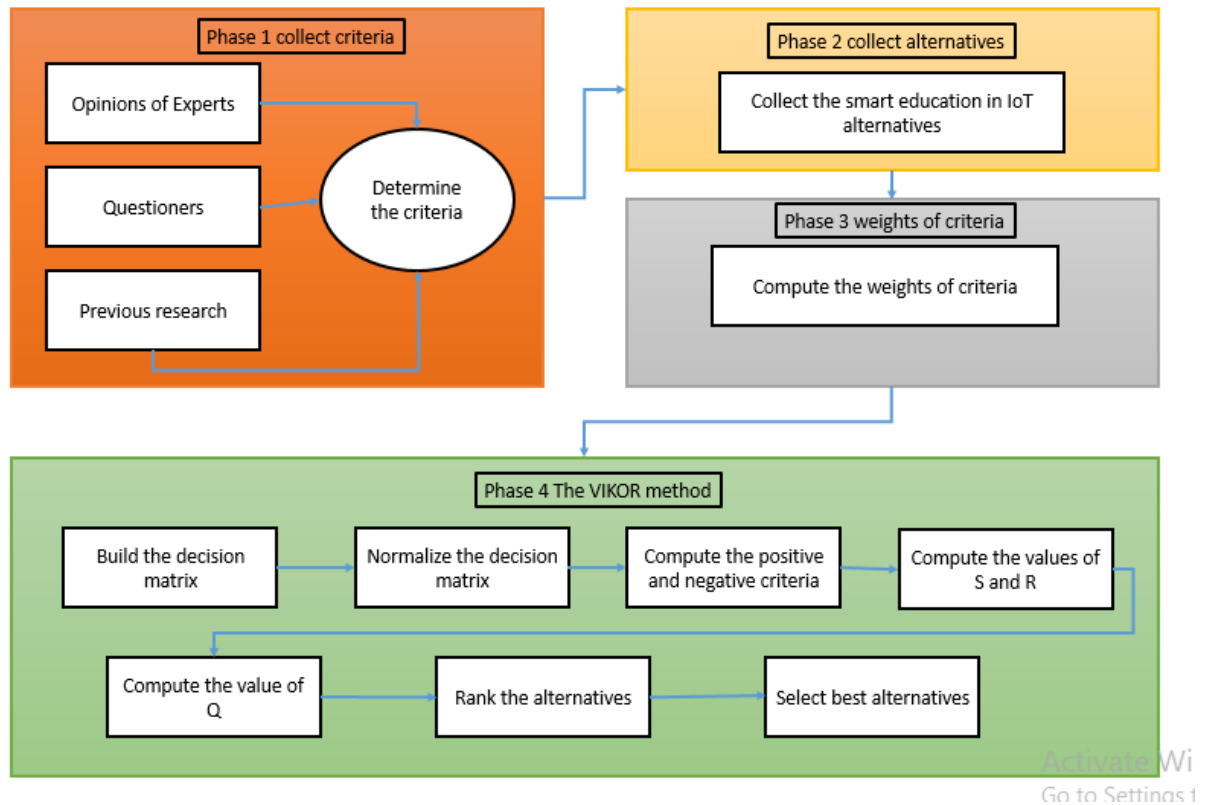 Phase 1 collect criteria
Opinions of Experts
Questioners
Previous research
Determine
the criteria
Phase 2 collect alternatives
Collect the smart education in IoT
alternatives
Phase 3 weights of criteria
Compute the weights of criteria
Phase 4 The VIKOR method
Build the decision
matrix
Normalize the decision
matrix
Compute the positive
and negative criteria
Compute the values of
S and R
Compute the value of
Q
Rank the alternatives
Select best alternatives
Activate Wi
Go to Settings t